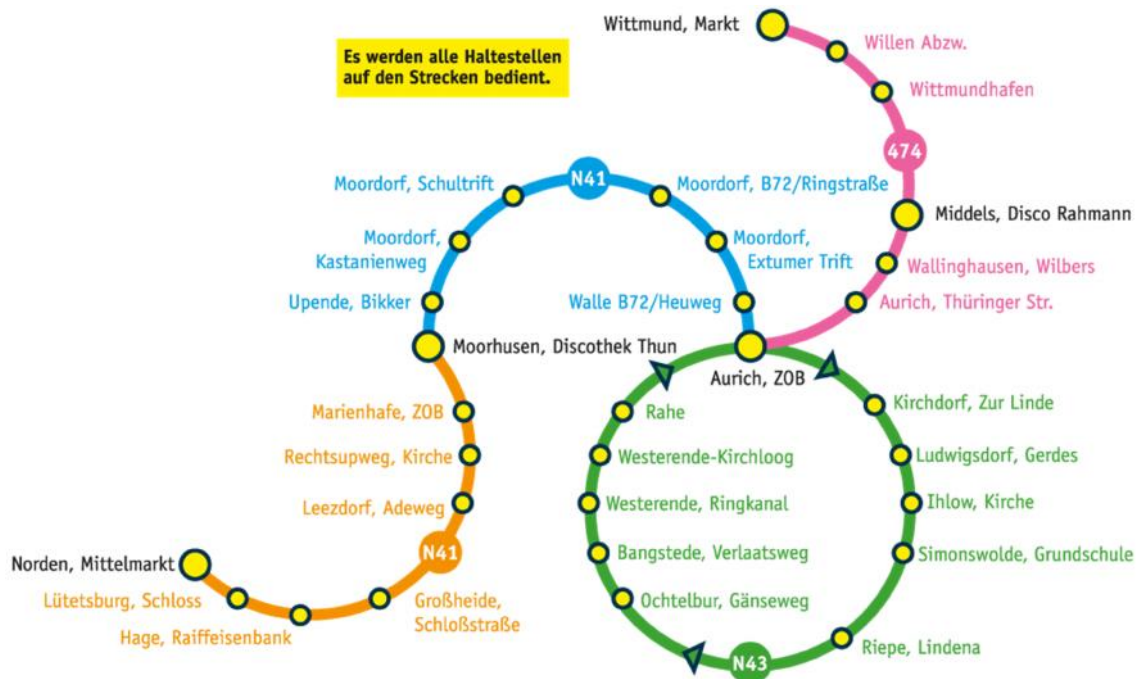 Wittmund, Markt
Es werden alle Haltestellen
auf den Strecken bedient.
Willen Abzw.
Wittmundhafen
474
Middels, Disco Rahmann
Wallinghausen, Wilbers
Aurich, Thüringer Str.
N41
Moordorf, Schultrift
Moordorf, B72/Ringstraße
Moordorf,
Kastanienweg
Moordorf,
Extumer Trift
Upende, Bikker
Walle B72/Heuweg
Moorhusen, Discothek Thun
Aurich, ZOB
Marienhafe, ZOB
Rechtsupweg, Kirche
Leezdorf, Adeweg
N41
Norden, Mittelmarkt
Lütetsburg, Schloss
Hage, Raiffeisenbank
Großheide,
Schloßstraße
Rahe
Westerende-Kirchloog
Westerende, Ringkanal
Bangstede, Verlaatsweg
Ochtelbur, Gänseweg
Kirchdorf, Zur Linde
Ludwigsdorf, Gerdes
Ihlow, Kirche
Simonswolde, Grundschule
Riepe, Lindena
N43